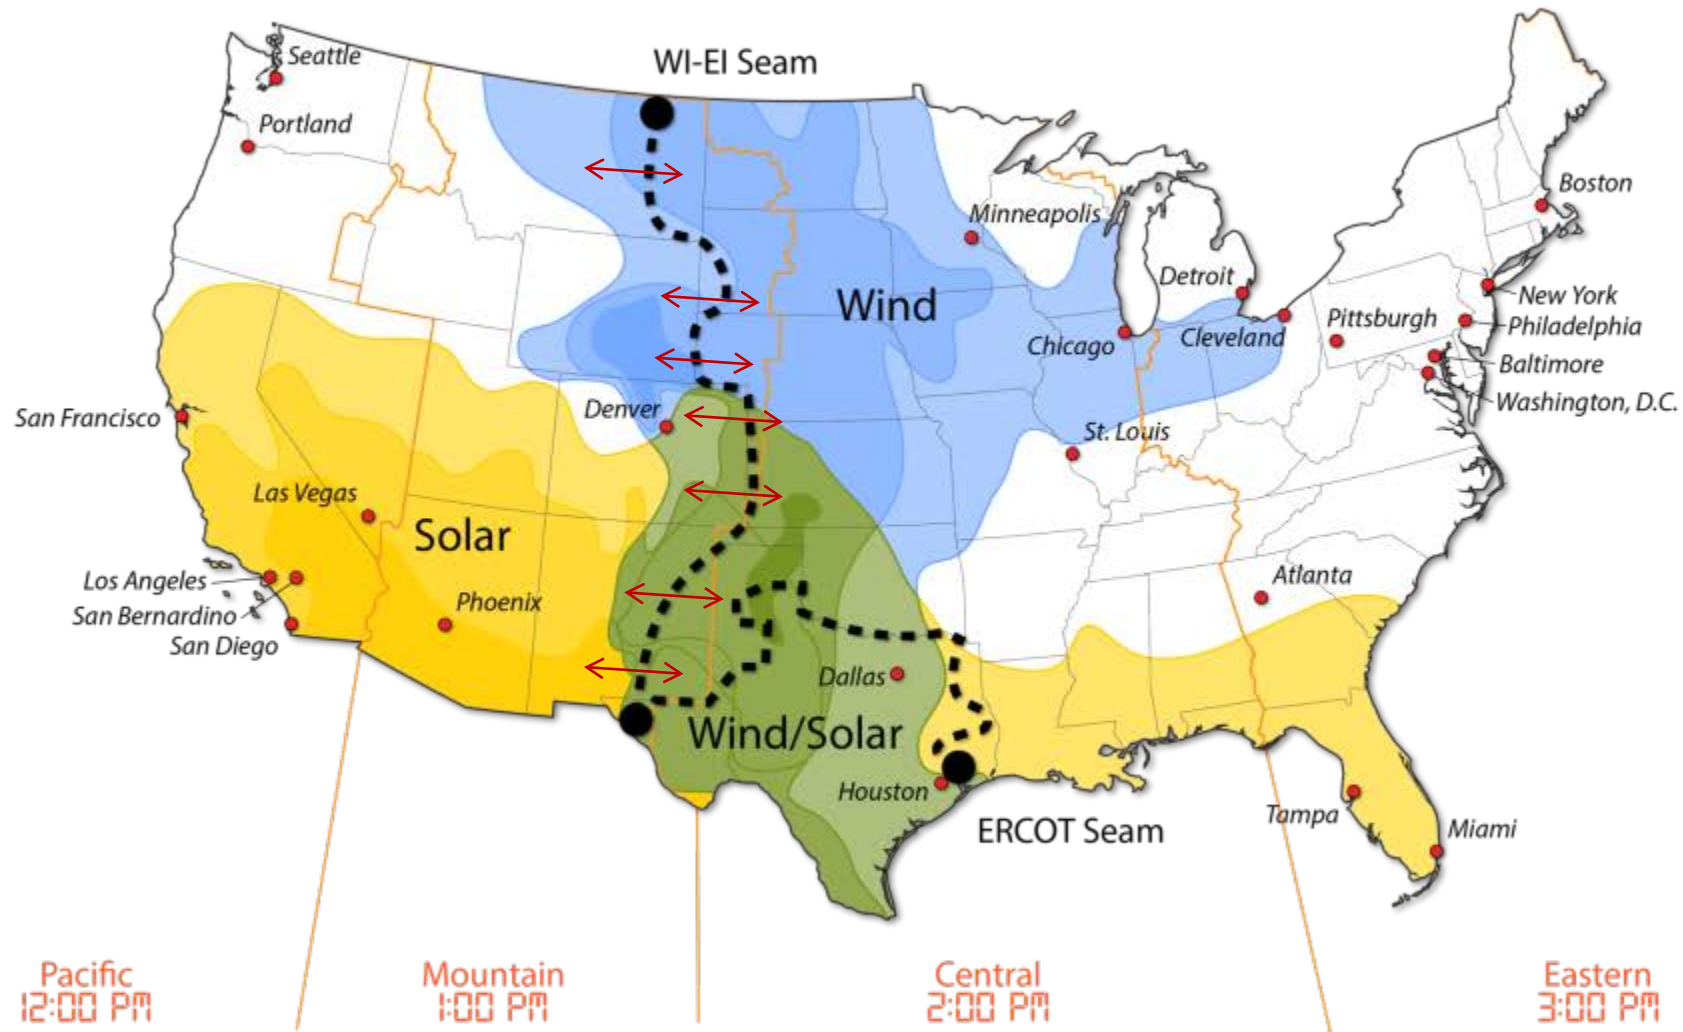 WI-EI Seam
Seattle
Portland
Boston
Minneapolis
Detroit
New York
Wind
Pittsburgh
Philadelphia
Chicago
Cleveland
Baltimore
Denver
Washington, D.C.
San Francisco
St. Louis
Las Vegas
Solar
Los Angeles
Atlanta
Phoenix
San Bernardino
San Diego
Dallas
Wind/Solar
Houston
ERCOT Seam
Tampa
Miami
Pacific
12:00 PM
Mountain
1:00 PM
Central
2:00 PM
Eastern
3:00 PM